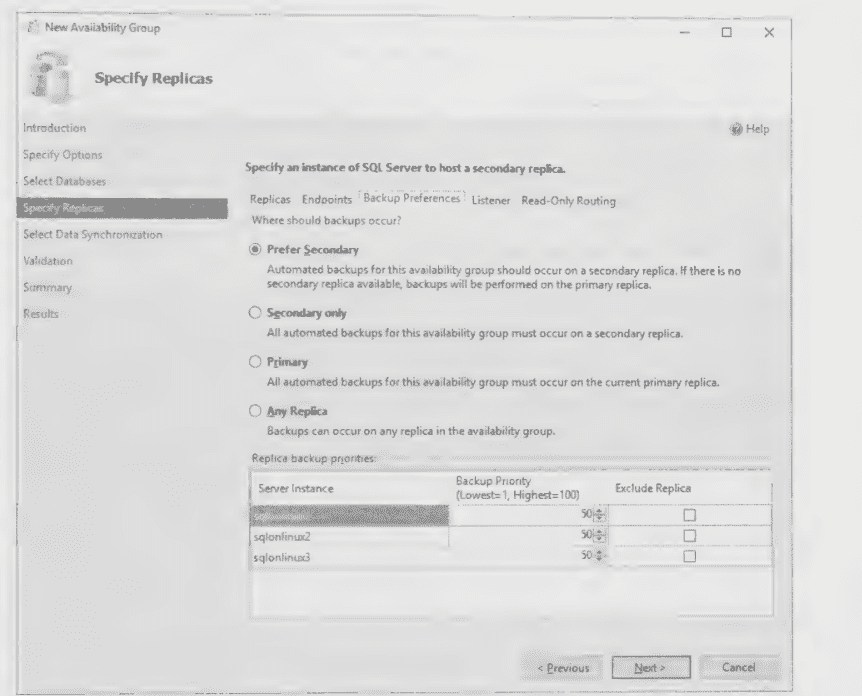 New Availability Group
Specify Replicas
Help
Introduction
Specify Options
Select Databases
Specify Replicas
Select Data Synchronization
Validation
Summary
Results
Specify an instance of SQL Server to host a secondary replica.
Replicas Endpoints Backup Preferences Listener Read-Only Routing
Where should backups occur?
Prefer Secondary
Automated backups for this availability group should occur on a secondary replica. If there is no
secondary replica available, backups will be performed on the primary replica.
Secondary only
All automated backups for this availability group must occur on a secondary replica.
Primary
All automated backups for this availability group must occur on the current primary replica.
Any Replica
Backups can occur on any replica in the availability group.
Replica backup priorities:
Server Instance
Backup Priority
(Lowest=1, Highest=100)
Exclude Replica
50
sqlonlinux2 50
sqlonlinux3 50
< Previous Next > Cancel